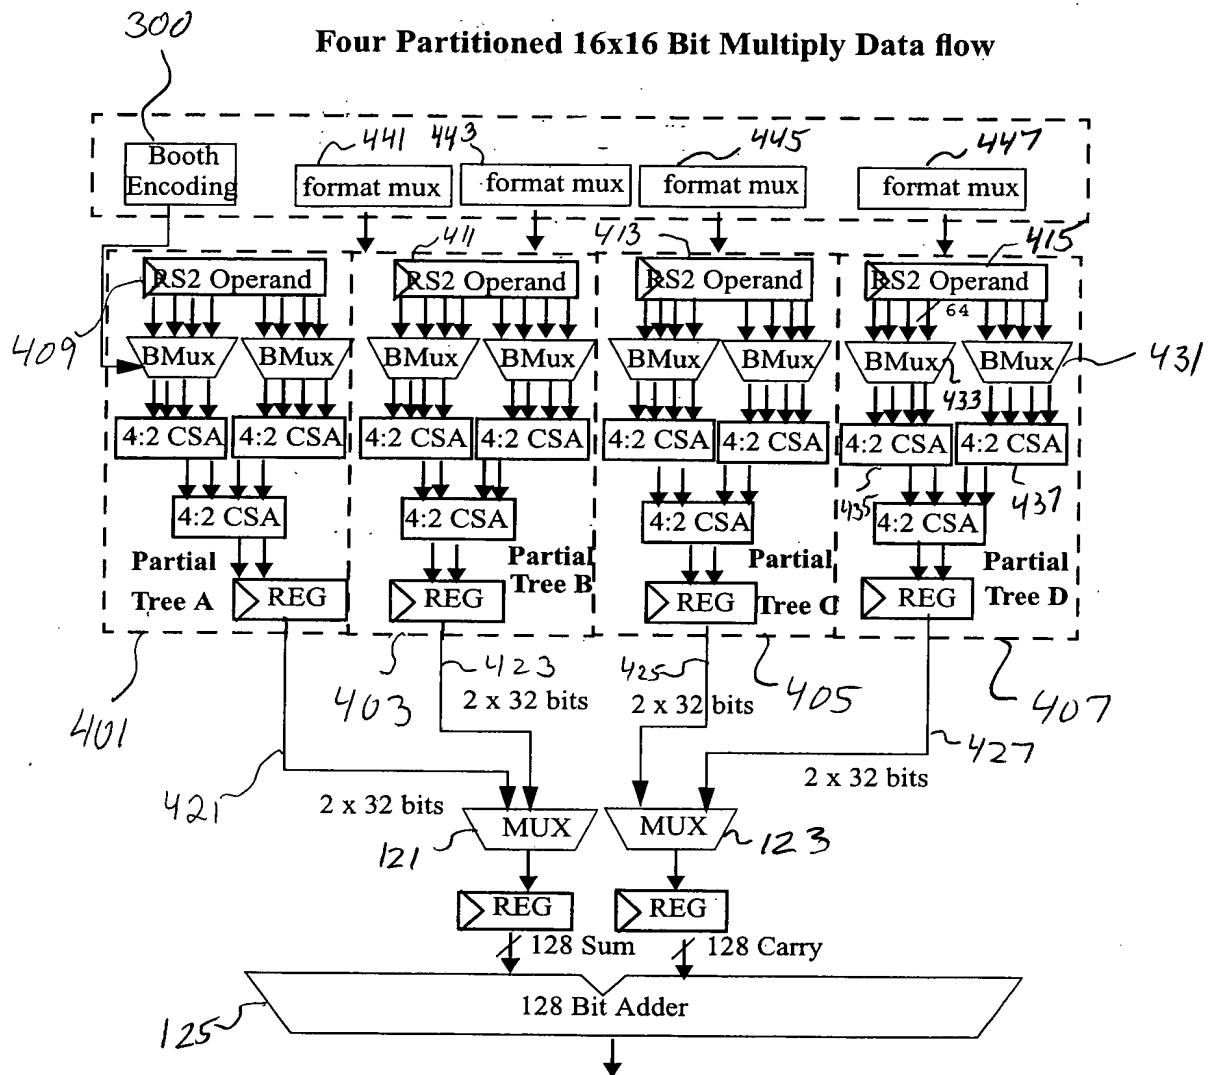 300
Four Partitioned 16x16 Bit Multiply Data flow
441
443
445
447
Booth
Encoding
format mux
format mux
format mux
format mux
411
413
415
RS2 Operand
RS2 Operand
RS2 Operand
RS2 Operand
64
409
BMux
BMux
BMux
BMux
BMux
BMux
BMux
BMux
431
433
4:2 CSA
4:2 CSA
4:2 CSA
4:2 CSA
4:2 CSA
4:2 CSA
4:2 CSA
4:2 CSA
435
437
4:2 CSA
4:2 CSA
4:2 CSA
4:2 CSA
Partial
Tree A
Partial
Tree B
Partial
Tree C
Partial
Tree D
REG
REG
REG
REG
401
403
423
425
405
407
2 x 32 bits
2 x 32 bits
427
421
2 x 32 bits
2 x 32 bits
MUX
MUX
121
123
REG
REG
128 Sum
128 Carry
128 Bit Adder
125